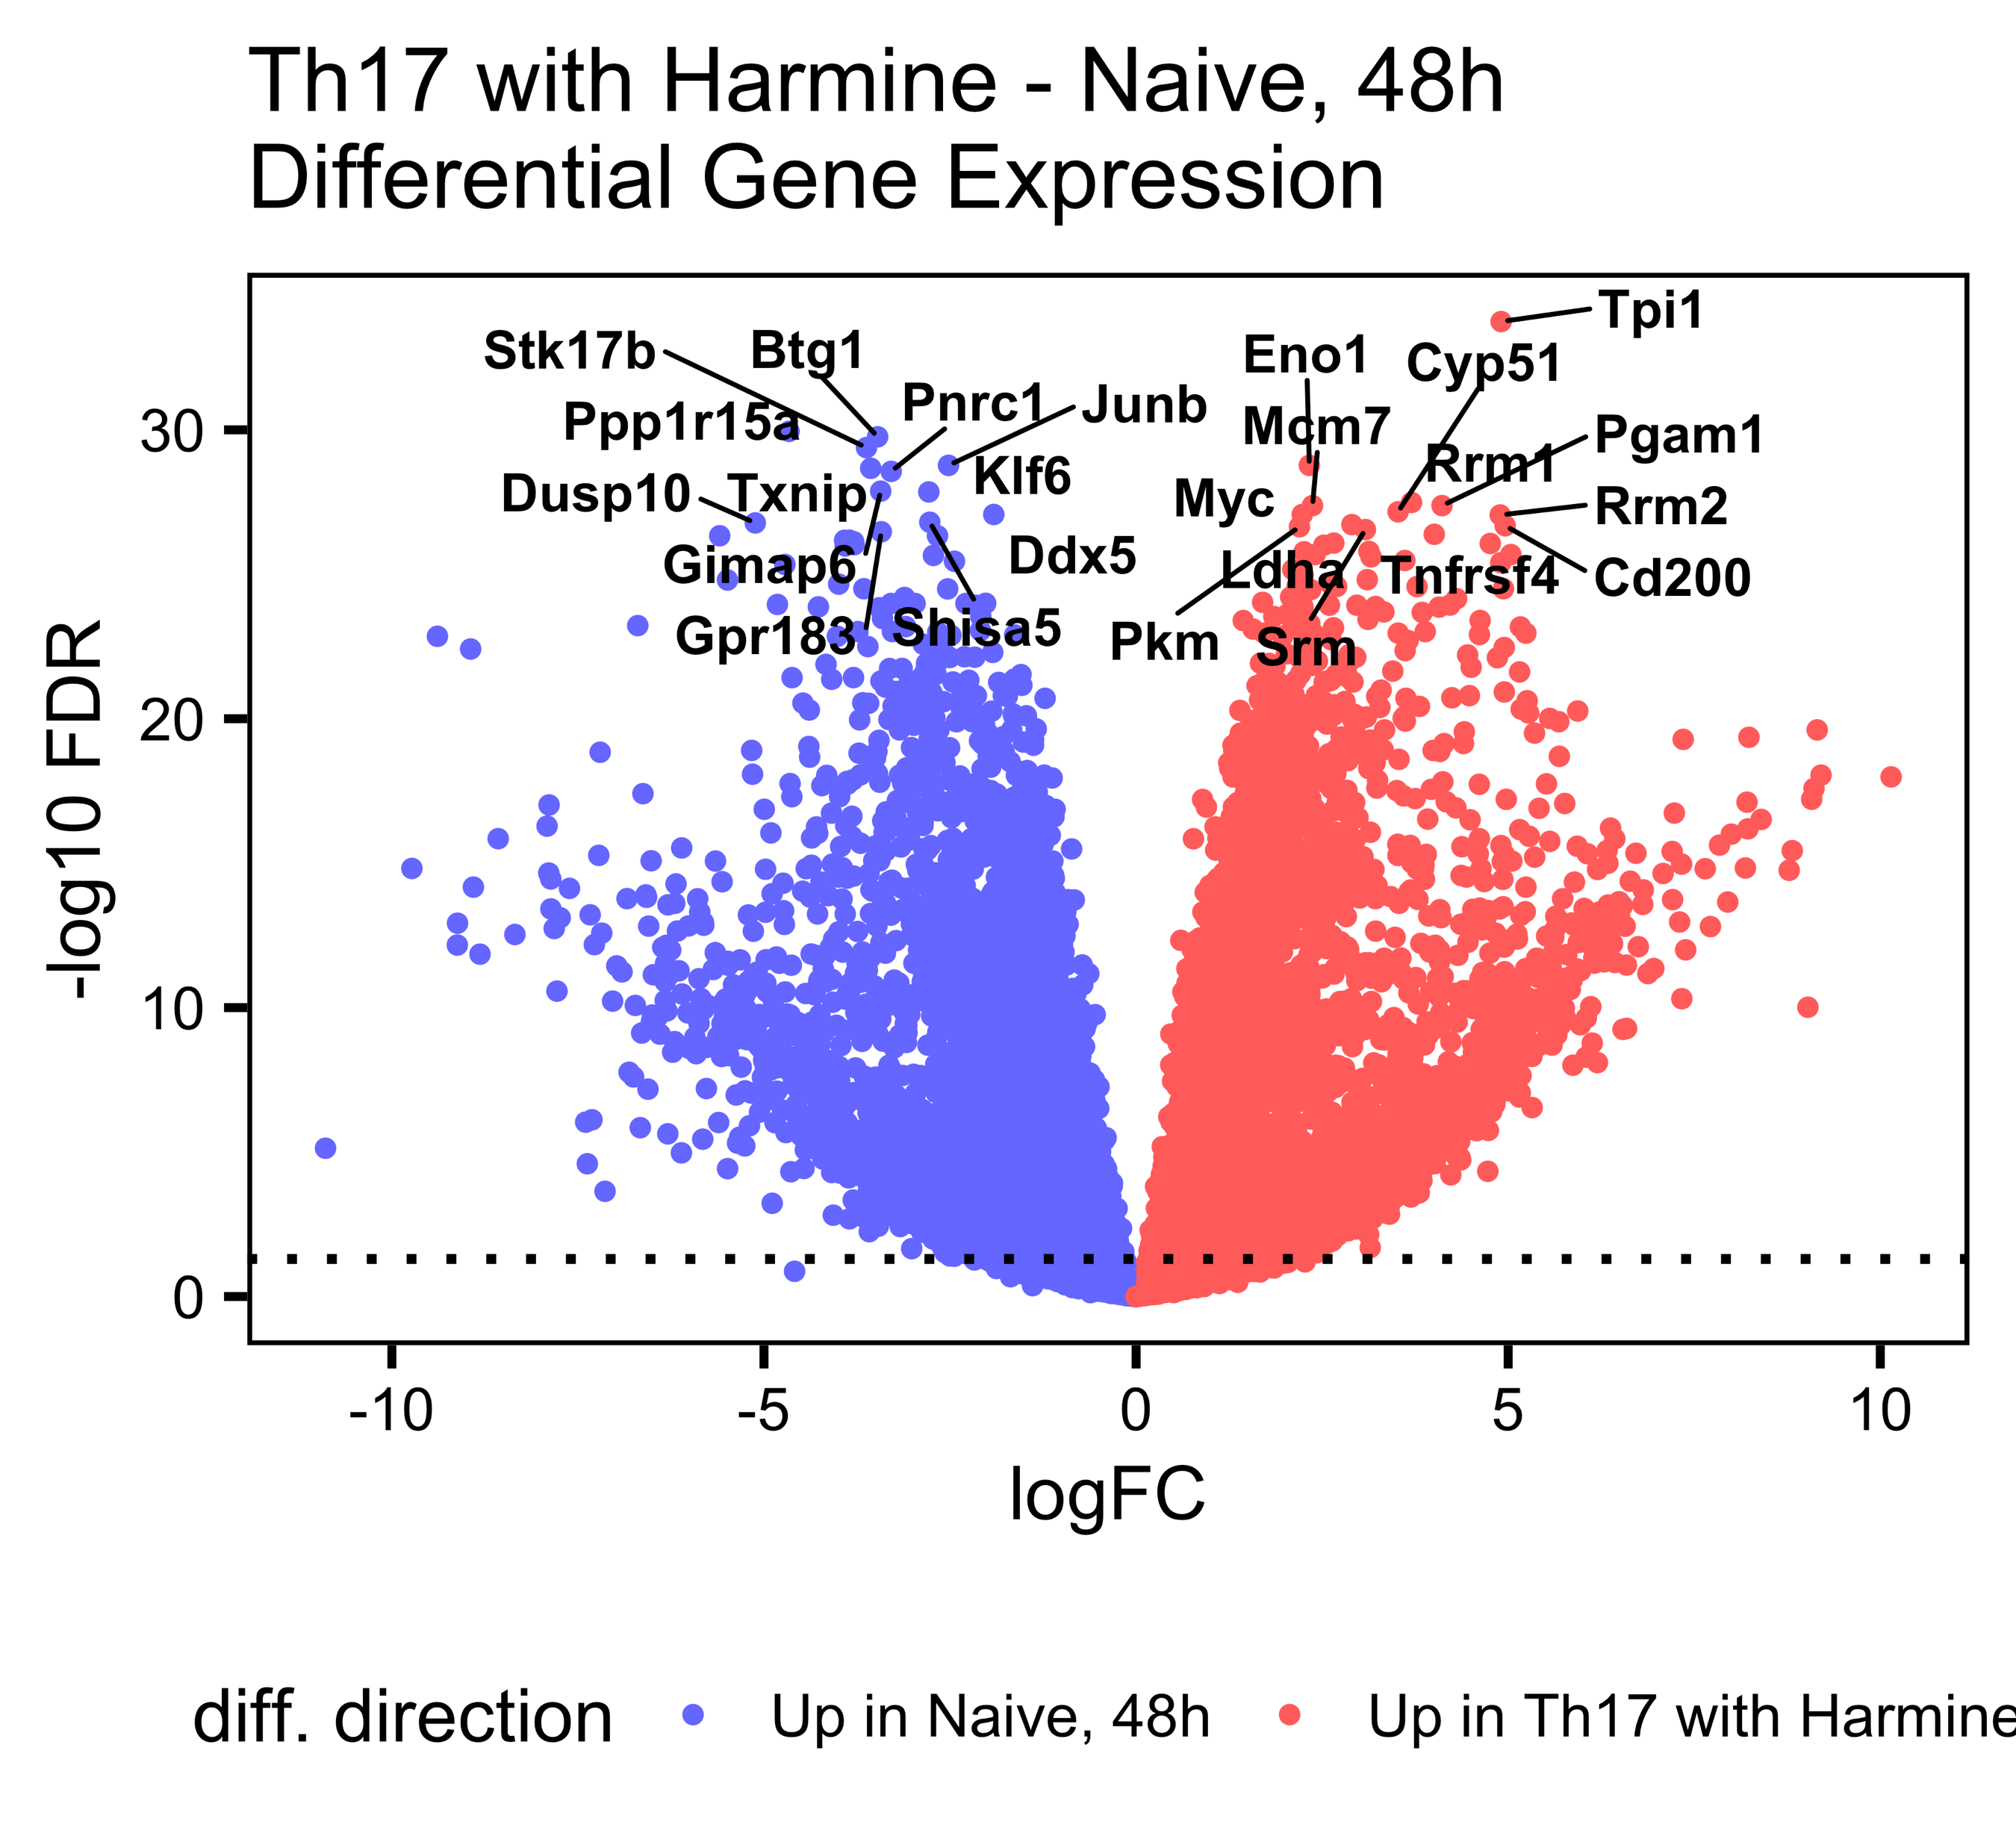 Th17 with Harmine - Naive, 48h
Differential Gene Expression
Tpi1
Stk17b
Btg1
Eno1
Cyp51
Pnrc1
Junb
Ppp1r15a
Mcm7
Pgam1
30
Rrm1
Klf6
Dusp10
Txnip
Myc
Rrm2
Ddx5
Gimap6
Ldha
Tnfrsf4
Cd200
Gpr183
Shisa5
Pkm
Srm
20
-log10 FDR
10
0
-10
-5
0
5
10
logFC
diff. direction
Up in Naive, 48h
Up in Th17 with Harmine